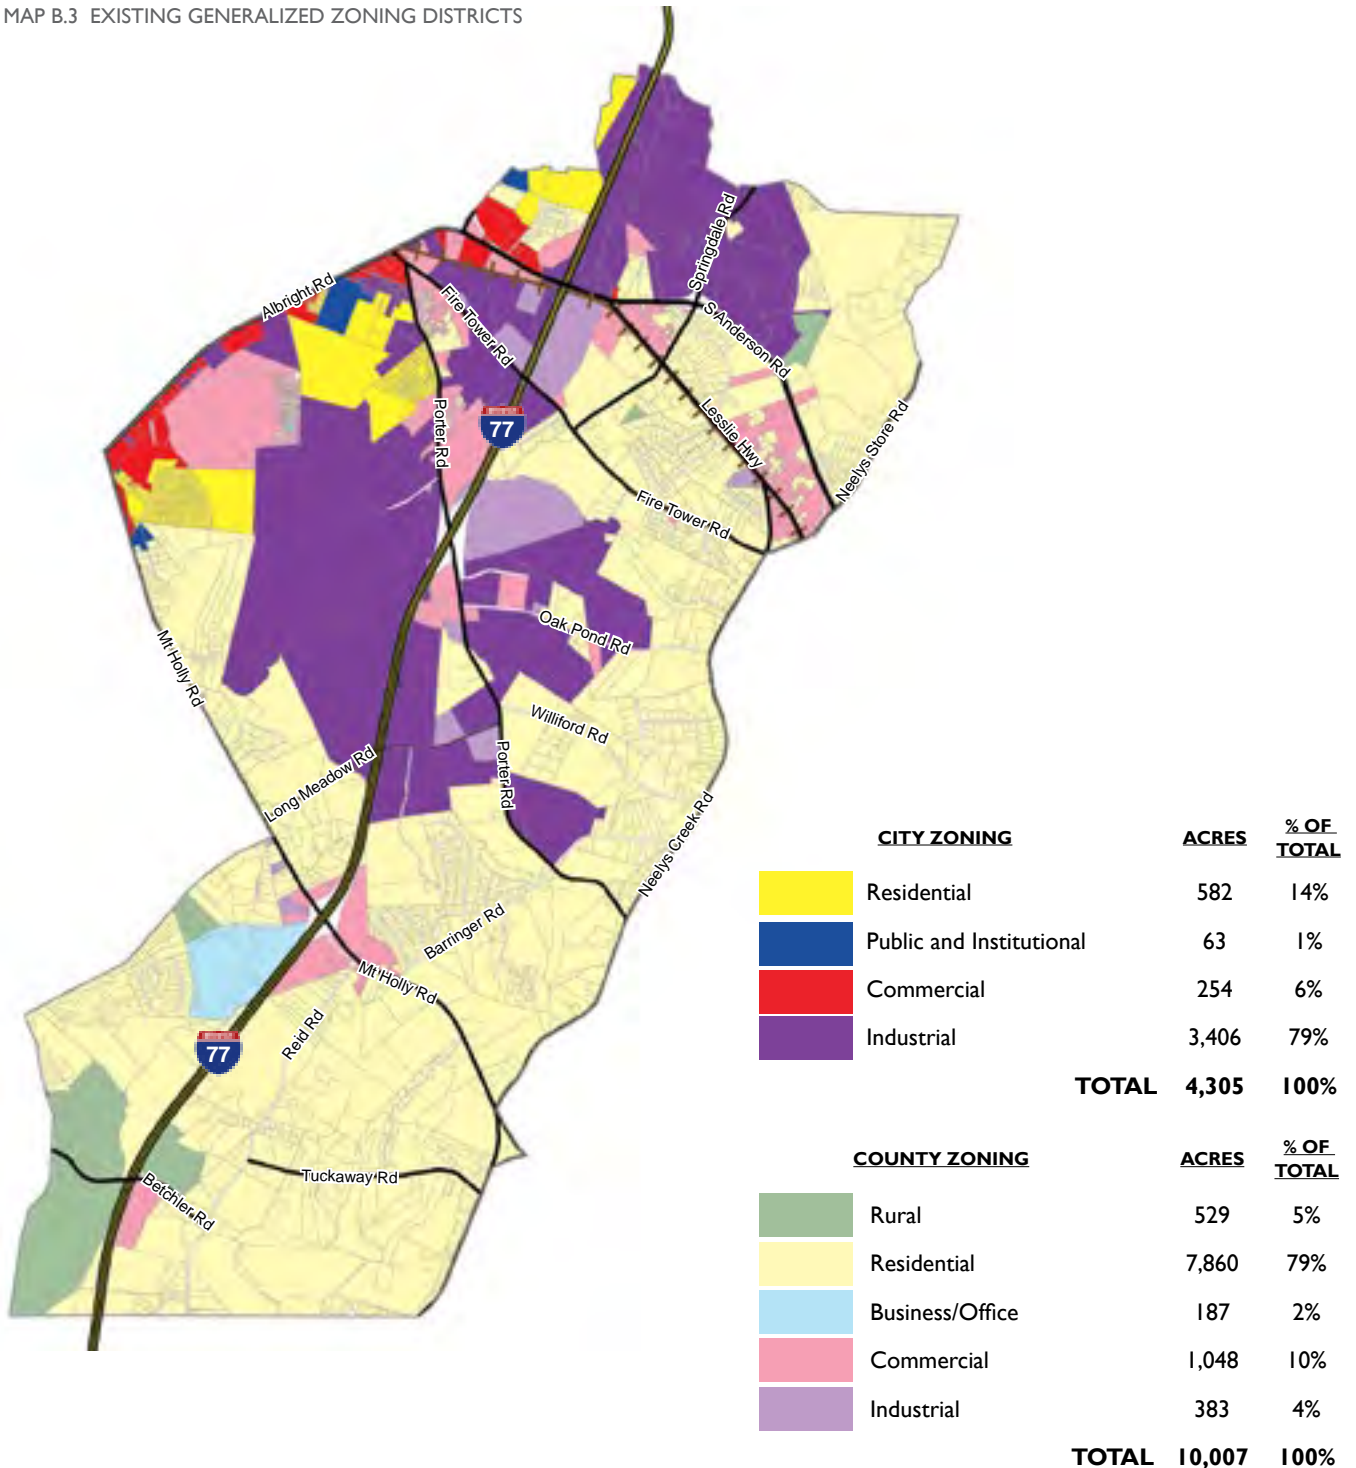 MAP B.3 EXISTING GENERALIZED ZONING DISTRICTS
Springdale Rd
Albright Rd
Fire Tower Rd
S Anderson Rd
Porter Rd
77
Lesslie Hwy
Neelys Store Rd
Fire Tower Rd
Oak Pond Rd
Mt Holly Rd
Williford Rd
Long Meadow Rd
Porter Rd
Neelys Creek Rd
Barringer Rd
Mt Holly Rd
Reid Rd
77
Tuckaway Rd
Betchler Rd
CITY ZONING ACRES % OF TOTAL
Residential 582 14%
Public and Institutional 63 1%
Commercial 254 6%
Industrial 3,406 79%
TOTAL 4,305 100%
COUNTY ZONING ACRES % OF TOTAL
Rural 529 5%
Residential 7,860 79%
Business/Office 187 2%
Commercial 1,048 10%
Industrial 383 4%
TOTAL 10,007 100%